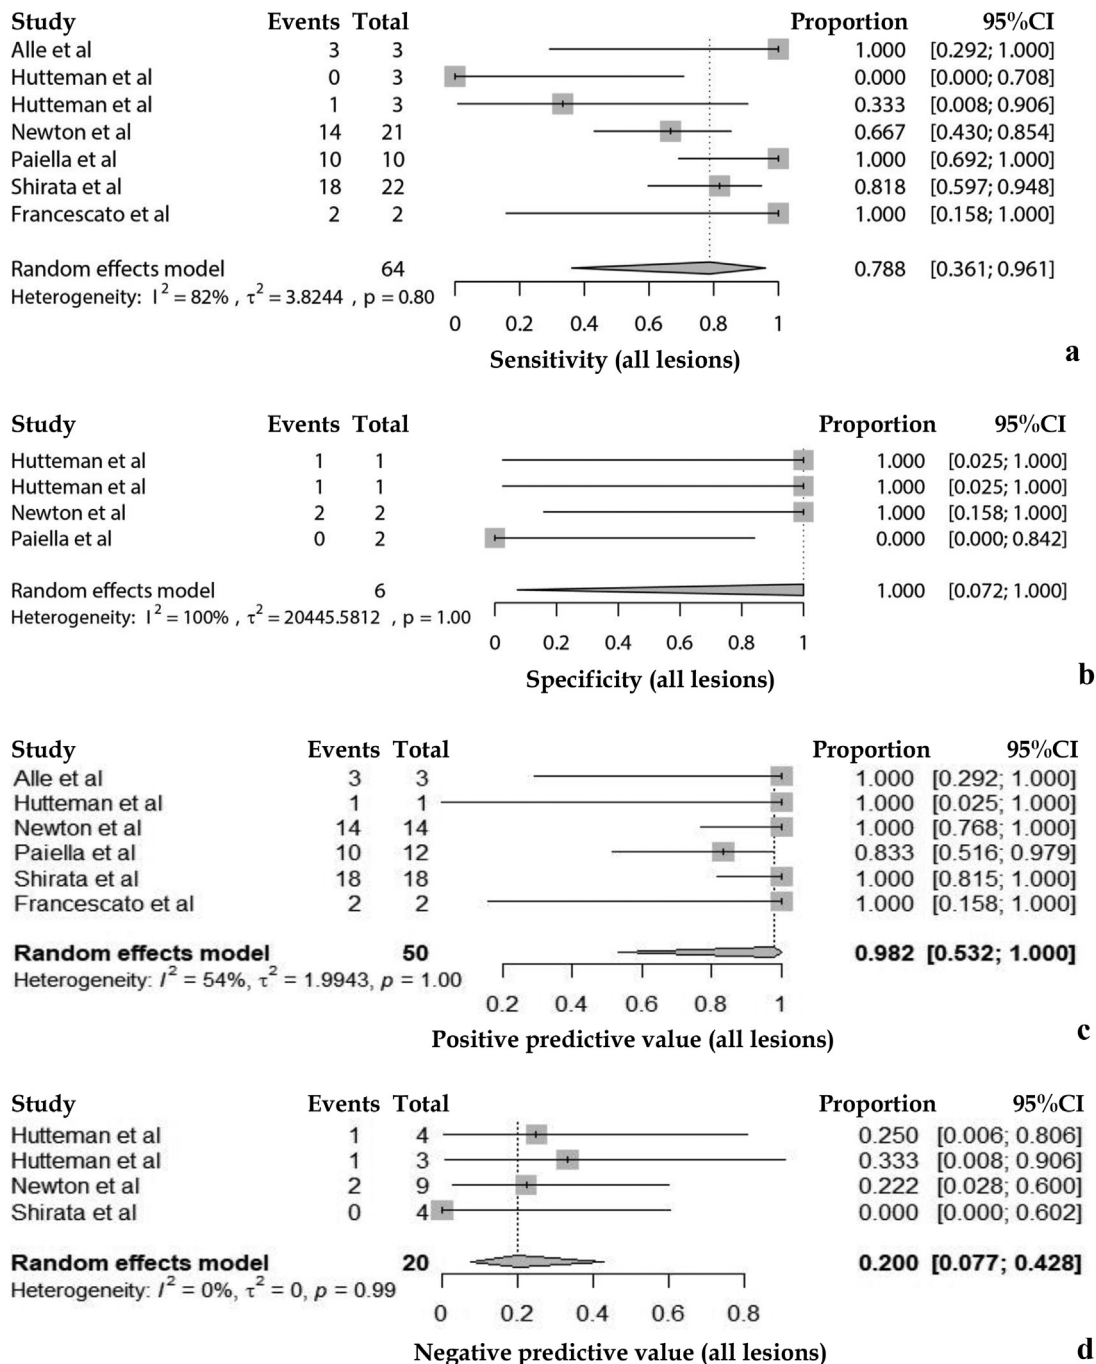 Study Events Total Proportion 95%CI
Alle et al 3 3 1.000 [0.292; 1.000]
Hutteman et al 0 3 0.000 [0.000; 0.708]
Hutteman et al 1 3 0.333 [0.008; 0.906]
Newton et al 14 21 0.667 [0.430; 0.854]
Paiella et al 10 10 1.000 [0.692; 1.000]
Shirata et al 18 22 0.818 [0.597; 0.948]
Francescato et al 2 2 1.000 [0.158; 1.000]
Random effects model 64 0.788 [0.361; 0.961]
Heterogeneity: I² = 82% , τ² = 3.8244 , p = 0.80
0 0.2 0.4 0.6 0.8 1
Sensitivity (all lesions)
a
Study Events Total Proportion 95%CI
Hutteman et al 1 1 1.000 [0.025; 1.000]
Hutteman et al 1 1 1.000 [0.025; 1.000]
Newton et al 2 2 1.000 [0.158; 1.000]
Paiella et al 0 2 0.000 [0.000; 0.842]
Random effects model 6 1.000 [0.072; 1.000]
Heterogeneity: I² = 100% , τ² = 20445.5812 , p = 1.00
0 0.2 0.4 0.6 0.8 1
Specificity (all lesions)
b
Study Events Total Proportion 95%CI
Alle et al 3 3 1.000 [0.292; 1.000]
Hutteman et al 1 1 1.000 [0.025; 1.000]
Newton et al 14 14 1.000 [0.768; 1.000]
Paiella et al 10 12 0.833 [0.516; 0.979]
Shirata et al 18 18 1.000 [0.815; 1.000]
Francescato et al 2 2 1.000 [0.158; 1.000]
Random effects model 50 0.982 [0.532; 1.000]
Heterogeneity: I² = 54%, τ² = 1.9943, p = 1.00
0.2 0.4 0.6 0.8 1
Positive predictive value (all lesions)
c
Study Events Total Proportion 95%CI
Hutteman et al 1 4 0.250 [0.006; 0.806]
Hutteman et al 1 3 0.333 [0.008; 0.906]
Newton et al 2 9 0.222 [0.028; 0.600]
Shirata et al 0 4 0.000 [0.000; 0.602]
Random effects model 20 0.200 [0.077; 0.428]
Heterogeneity: I² = 0%, τ² = 0, p = 0.99
0 0.2 0.4 0.6 0.8
Negative predictive value (all lesions)
d